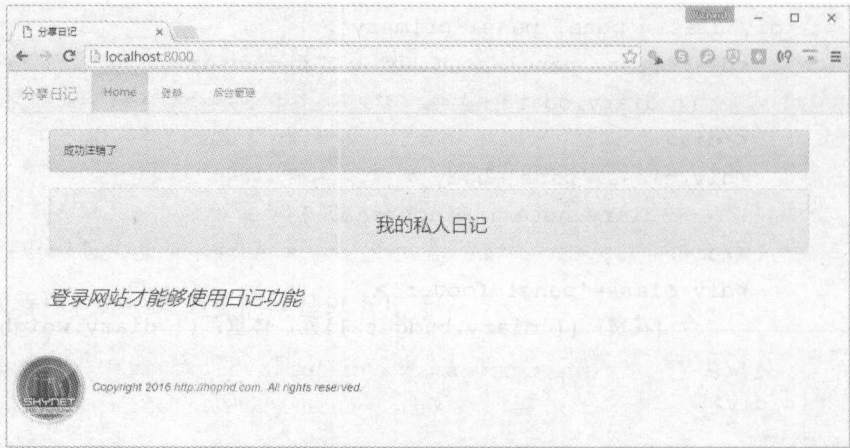 分享日记
localhost:8000
分享日记 Home 登录 后台管理
成功注销了
我的私人日记
登录网站才能够使用日记功能
SKYNET
Copyright 2016 http://nophd.com. All rights reserved.